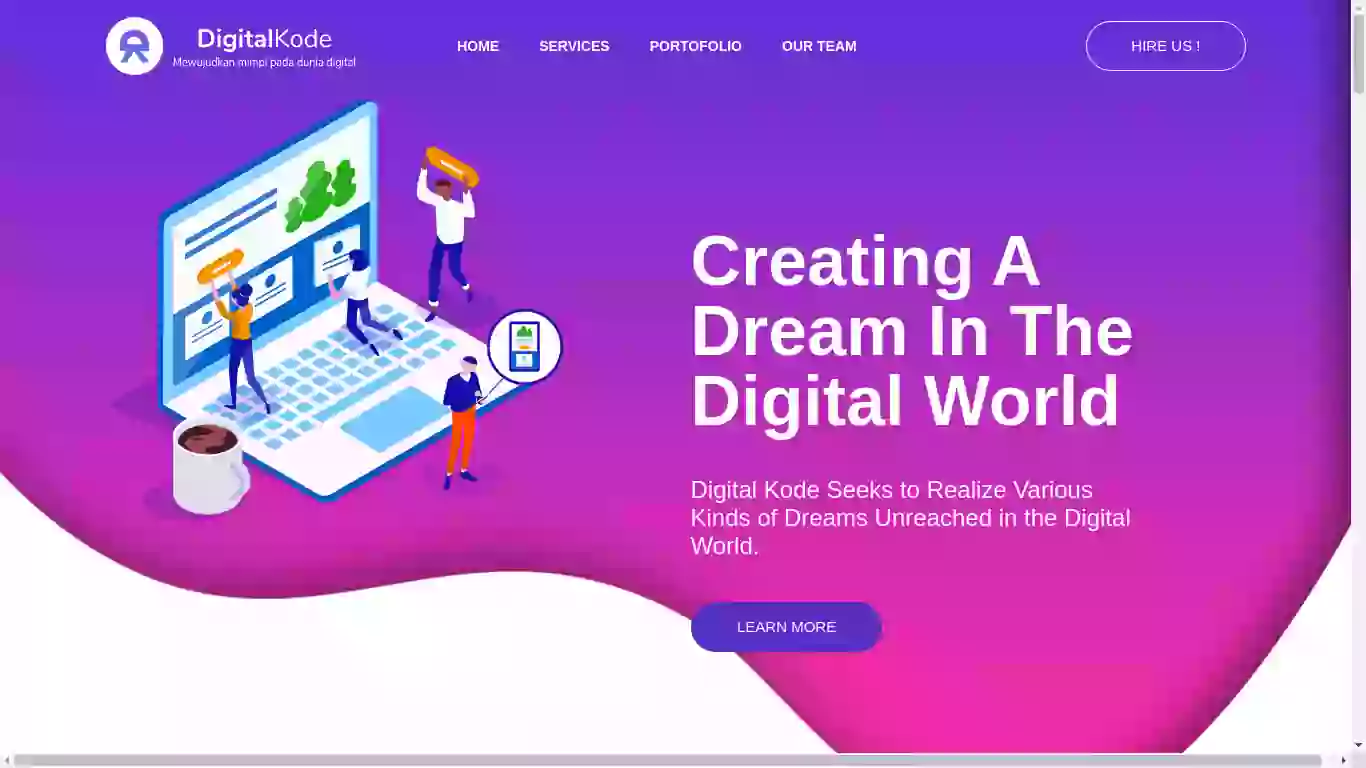 DigitalKode
Mewujudkan mimpi pada dunia digital
HOME
SERVICES
PORTOFOLIO
OUR TEAM
HIRE US !
Creating A
Dream In The
Digital World
Digital Kode Seeks to Realize Various
Kinds of Dreams Unreached in the Digital
World.
LEARN MORE